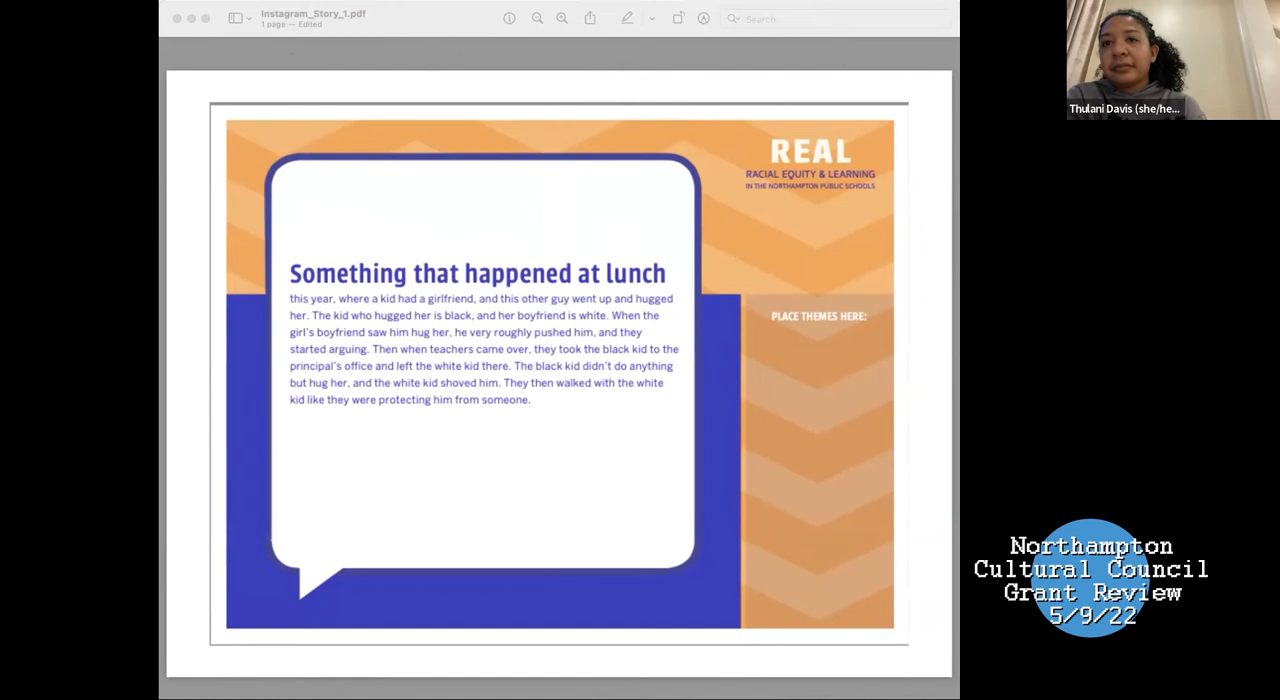 Instagram_Story_1.pdf
1 page — Edited
Search
Thulani Davis (she/he...
REAL
RACIAL EQUITY & LEARNING
IN THE NORTHAMPTON PUBLIC SCHOOLS
Something that happened at lunch
this year, where a kid had a girlfriend, and this other guy went up and hugged
her. The kid who hugged her is black, and her boyfriend is white. When the
girl's boyfriend saw him hug her, he very roughly pushed him, and they
started arguing. Then when teachers came over, they took the black kid to the
principal's office and left the white kid there. The black kid didn't do anything
but hug her, and the white kid shoved him. They then walked with the white
kid like they were protecting him from someone.
PLACE THEMES HERE:
Northampton
Cultural Council
Grant Review
5/9/22